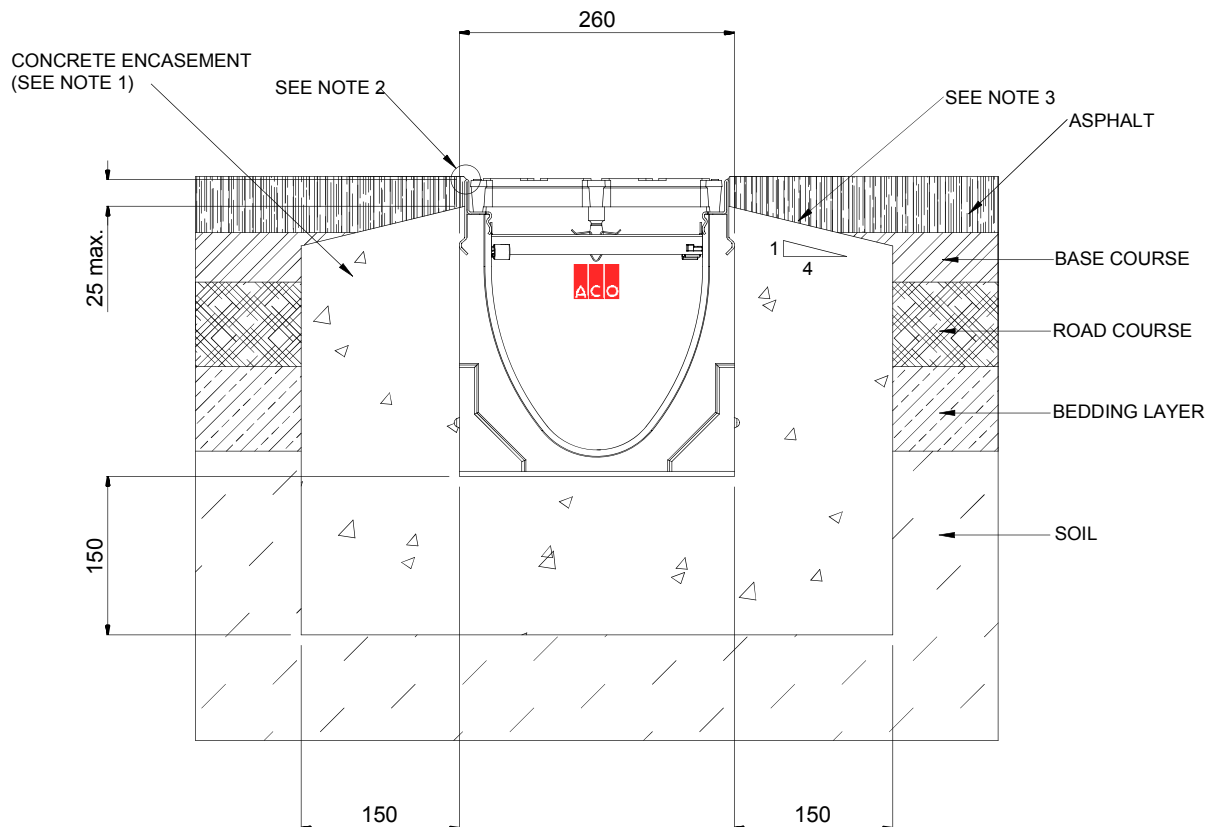 260
CONCRETE ENCASEMENT
(SEE NOTE 1)
SEE NOTE 2
SEE NOTE 3
ASPHALT
25 max.
1
4
BASE COURSE
ACO
ROAD COURSE
BEDDING LAYER
150
SOIL
150
150